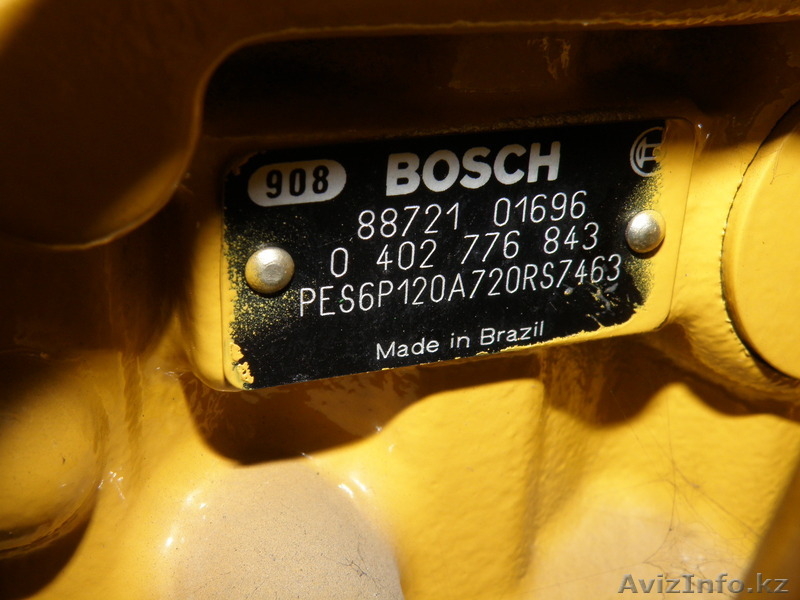 908 BOSCH
88721 01696
0 402 776 843
PES6P120A720RS7463
Made in Brazil
AvizInfo.kz